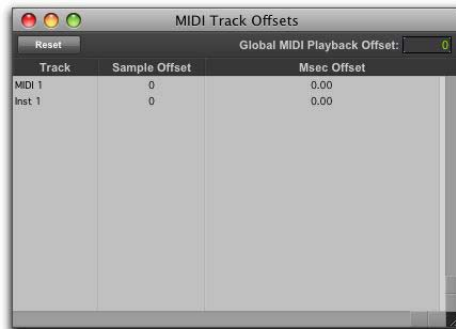 MIDI Track Offsets
Reset Global MIDI Playback Offset: 0
Track Sample Offset Msec Offset
MIDI 1 0 0.00
Inst 1 0 0.00